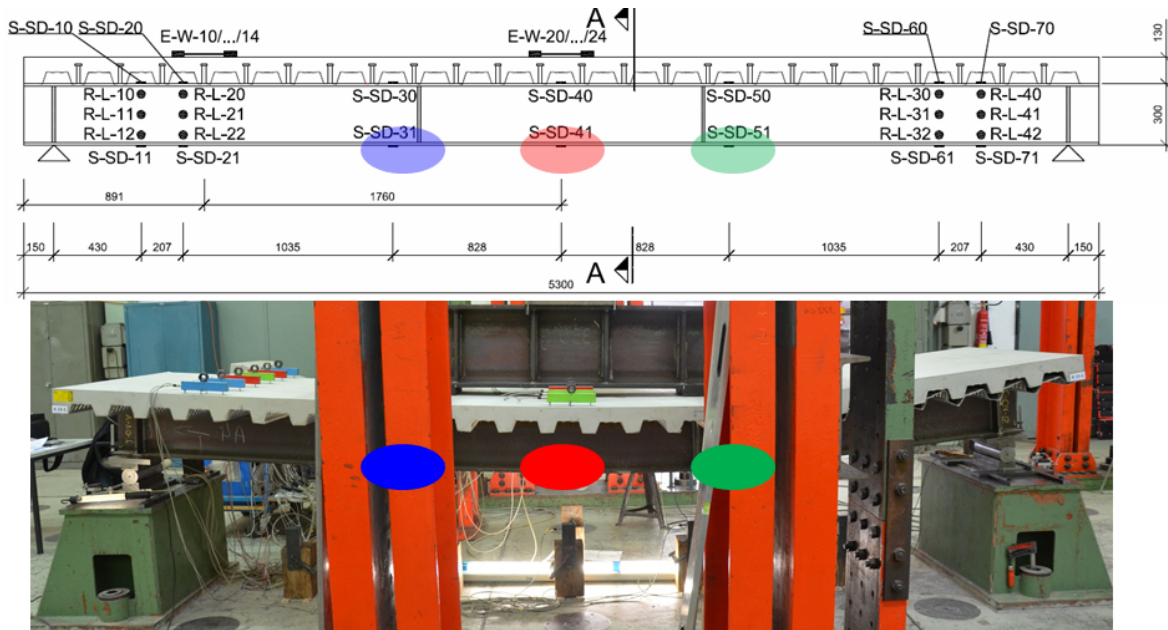 A
S-SD-10 S-SD-20 E-W-10/.../14 E-W-20/.../24 S-SD-60 S-SD-70
130
R-L-10 R-L-20 S-SD-30 S-SD-40 S-SD-50 R-L-30 R-L-40
R-L-11 R-L-21 R-L-31 R-L-41
300
R-L-12 R-L-22 S-SD-31 S-SD-41 S-SD-51 R-L-32 R-L-42
S-SD-11 S-SD-21 S-SD-61 S-SD-71
891 1760
150 430 207 1035 828 828 1035 207 430 150
A
5300